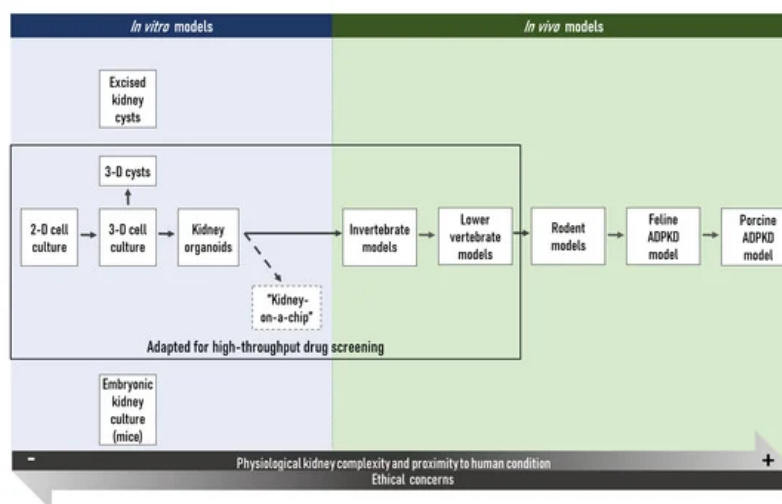 In vitro models
In vivo models
Excised
kidney
cysts
3-D cysts
2-D cell
culture
3-D cell
culture
Kidney
organoids
Invertebrate
models
Lower
vertebrate
models
Rodent
models
Feline
ADPKD
model
Porcine
ADPKD
model
"Kidney-
on-a-chip"
Adapted for high-throughput drug screening
Embryonic
kidney
culture
(mice)
-
Physiological kidney complexity and proximity to human condition
+
Ethical concerns